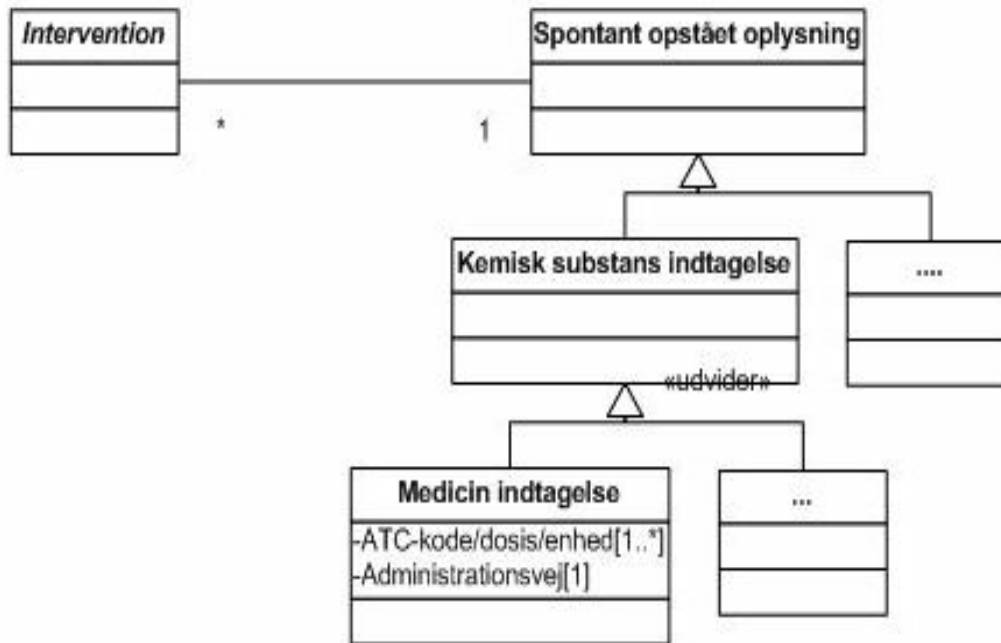 Intervention
Spontant opstået oplysning
*
1
Kemisk substans indtagelse
....
«udvider»
Medicin indtagelse
...
-ATC-kode/dosis/enhed[1..*]
-Administrationsvej[1]